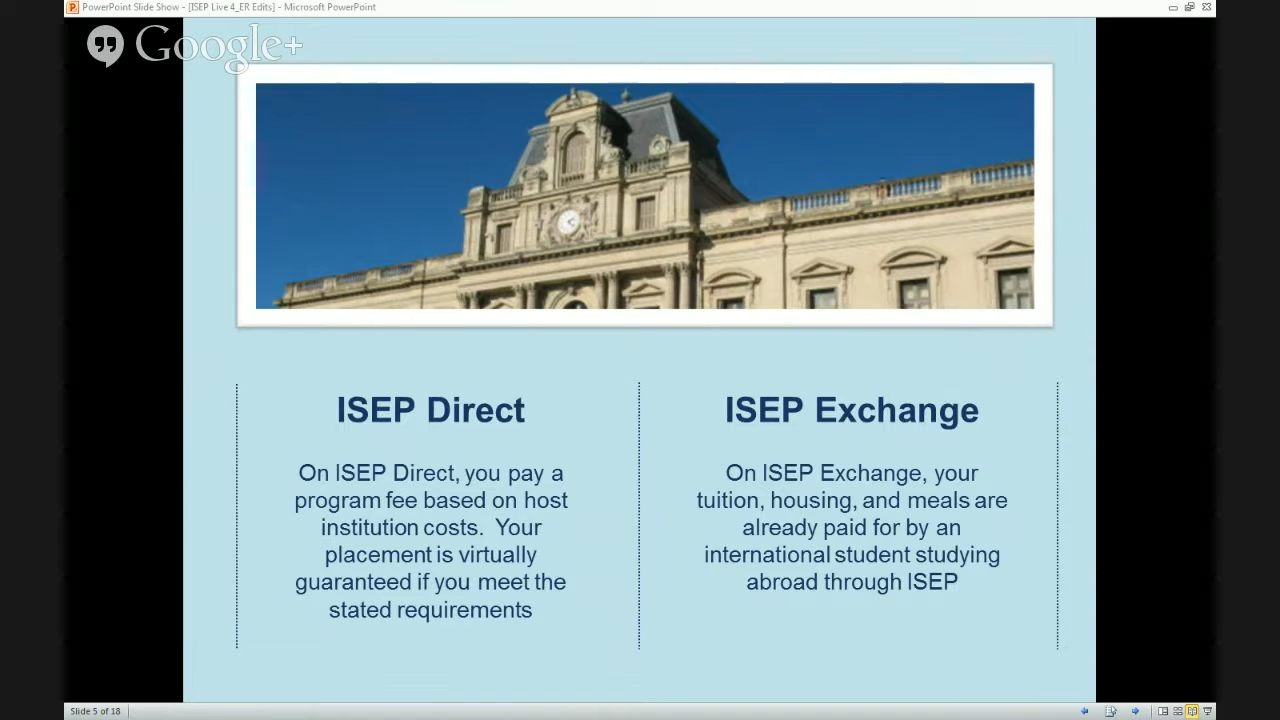 PowerPoint Slide Show - [ISEP Live 4_ER Edits] - Microsoft PowerPoint
Google+
ISEP Direct
On ISEP Direct, you pay a
program fee based on host
institution costs.  Your
placement is virtually
guaranteed if you meet the
stated requirements
ISEP Exchange
On ISEP Exchange, your
tuition, housing, and meals are
already paid for by an
international student studying
abroad through ISEP
Slide 5 of 18